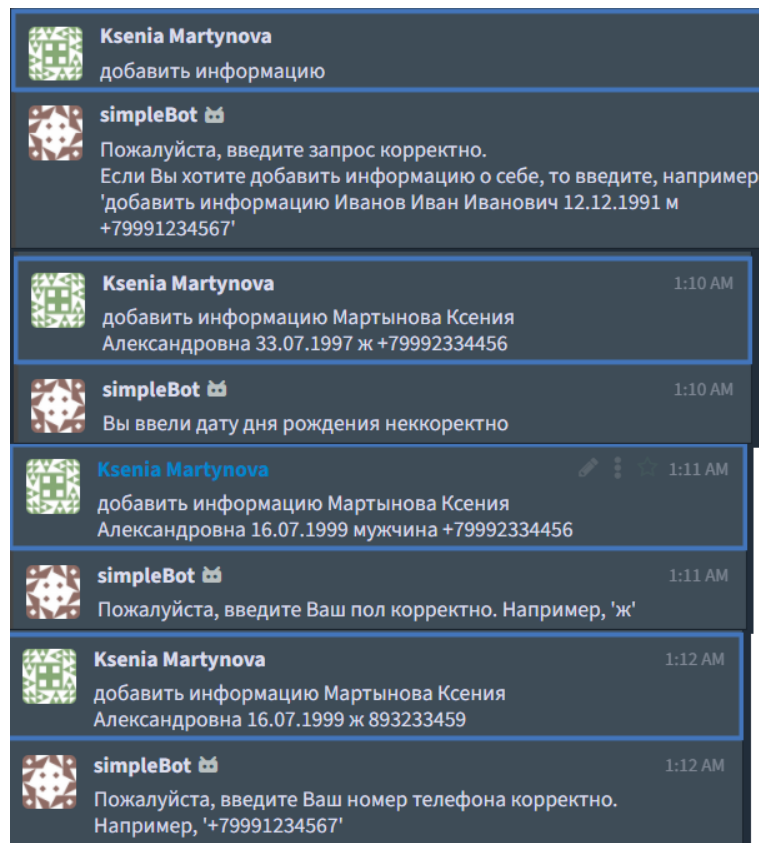 Ksenia Martynova
добавить информацию
simpleBot
Пожалуйста, введите запрос корректно.
Если Вы хотите добавить информацию о себе, то введите, например
'добавить информацию Иванов Иван Иванович 12.12.1991 м
+79991234567'
Ksenia Martynova 1:10 AM
добавить информацию Мартынова Ксения
Александровна 33.07.1997 ж +79992334456
simpleBot 1:10 AM
Вы ввели дату дня рождения неккоректно
Ksenia Martynova 1:11 AM
добавить информацию Мартынова Ксения
Александровна 16.07.1999 мужчина +79992334456
simpleBot 1:11 AM
Пожалуйста, введите Ваш пол корректно. Например, 'ж'
Ksenia Martynova 1:12 AM
добавить информацию Мартынова Ксения
Александровна 16.07.1999 ж 893233459
simpleBot 1:12 AM
Пожалуйста, введите Ваш номер телефона корректно.
Например, '+79991234567'